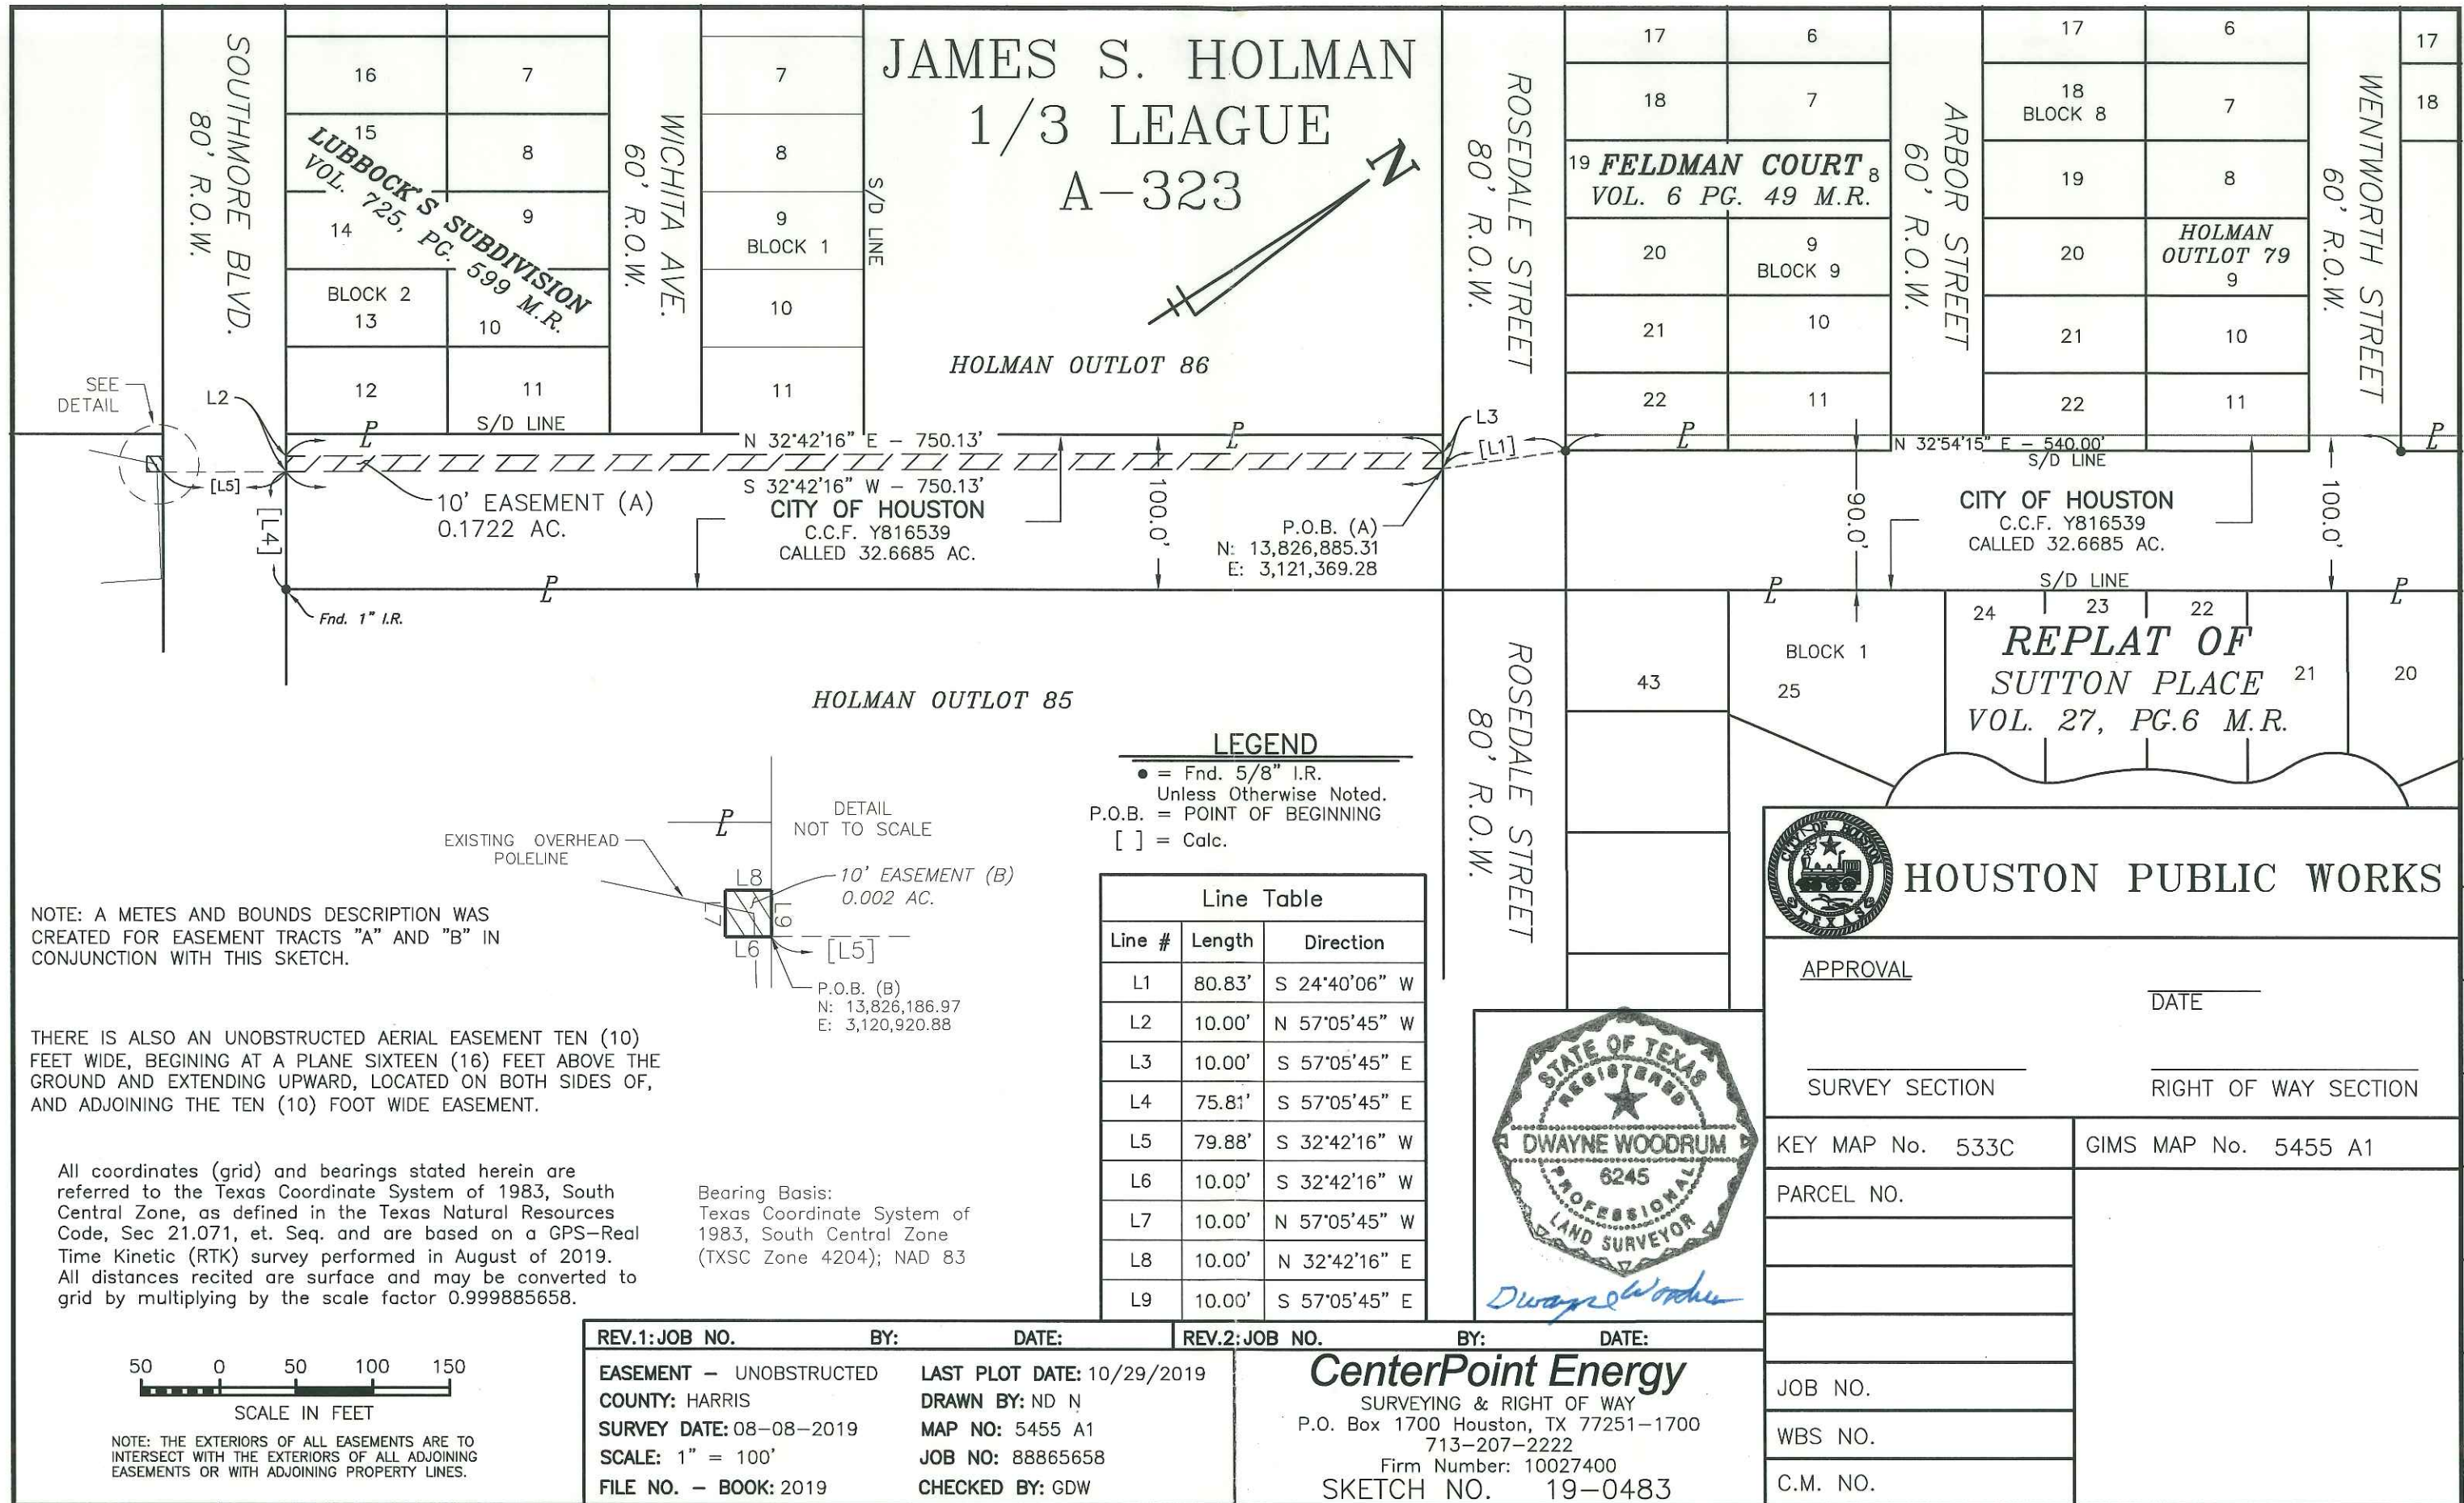 SOUTHMORE BLVD.
80' R.O.W.
16
7
15
8
14
9
BLOCK 2
13
10
12
11
S/D LINE
LUBBOCK'S SUBDIVISION
VOL. 725, PG. 599 M.R.
WICHITA AVE.
60' R.O.W.
7
8
9
BLOCK 1
10
11
S/D LINE
JAMES S. HOLMAN
1/3 LEAGUE
A-323
N
HOLMAN OUTLOT 86
ROSEDALE STREET
80' R.O.W.
17
6
18
7
19
FELDMAN COURT
8
VOL. 6 PG. 49 M.R.
20
9
BLOCK 9
21
10
22
11
ARBOR STREET
60' R.O.W.
17
6
18
BLOCK 8
7
19
8
20
HOLMAN
OUTLOT 79
9
21
10
22
11
WENTWORTH STREET
60' R.O.W.
17
18
SEE
DETAIL
L2
[L5]
[L4]
Fnd. 1" I.R.
PL
N 32°42'16" E - 750.13'
PL
S 32°42'16" W - 750.13'
10' EASEMENT (A)
0.1722 AC.
CITY OF HOUSTON
C.C.F. Y816539
CALLED 32.6685 AC.
100.0'
P.O.B. (A)
N: 13,826,885.31
E: 3,121,369.28
L3
[L1]
PL
N 32°54'15" E - 540.00'
S/D LINE
PL
90.0'
CITY OF HOUSTON
C.C.F. Y816539
CALLED 32.6685 AC.
100.0'
S/D LINE
PL
PL
PL
HOLMAN OUTLOT 85
ROSEDALE STREET
80' R.O.W.
43
BLOCK 1
25
24
23
22
REPLAT OF
SUTTON PLACE
VOL. 27, PG.6 M.R.
21
20
LEGEND
● = Fnd. 5/8" I.R.
Unless Otherwise Noted.
P.O.B. = POINT OF BEGINNING
[ ] = Calc.
DETAIL
NOT TO SCALE
PL
EXISTING OVERHEAD
POLELINE
L8
10' EASEMENT (B)
0.002 AC.
L7
L9
L6
[L5]
P.O.B. (B)
N: 13,826,186.97
E: 3,120,920.88
NOTE: A METES AND BOUNDS DESCRIPTION WAS
CREATED FOR EASEMENT TRACTS "A" AND "B" IN
CONJUNCTION WITH THIS SKETCH.
THERE IS ALSO AN UNOBSTRUCTED AERIAL EASEMENT TEN (10)
FEET WIDE, BEGINING AT A PLANE SIXTEEN (16) FEET ABOVE THE
GROUND AND EXTENDING UPWARD, LOCATED ON BOTH SIDES OF,
AND ADJOINING THE TEN (10) FOOT WIDE EASEMENT.
All coordinates (grid) and bearings stated herein are
referred to the Texas Coordinate System of 1983, South
Central Zone, as defined in the Texas Natural Resources
Code, Sec 21.071, et. Seq. and are based on a GPS-Real
Time Kinetic (RTK) survey performed in August of 2019.
All distances recited are surface and may be converted to
grid by multiplying by the scale factor 0.999885658.
Bearing Basis:
Texas Coordinate System of
1983, South Central Zone
(TXSC Zone 4204); NAD 83
50 0 50 100 150
SCALE IN FEET
NOTE: THE EXTERIORS OF ALL EASEMENTS ARE TO
INTERSECT WITH THE EXTERIORS OF ALL ADJOINING
EASEMENTS OR WITH ADJOINING PROPERTY LINES.
Line Table
Line # Length Direction
L1 80.83' S 24°40'06" W
L2 10.00' N 57°05'45" W
L3 10.00' S 57°05'45" E
L4 75.81' S 57°05'45" E
L5 79.88' S 32°42'16" W
L6 10.00' S 32°42'16" W
L7 10.00' N 57°05'45" W
L8 10.00' N 32°42'16" E
L9 10.00' S 57°05'45" E
STATE OF TEXAS
REGISTERED
DWAYNE WOODRUM
6245
PROFESSIONAL
LAND SURVEYOR
Dwayne Woodrum
CITY OF HOUSTON
TEXAS
HOUSTON PUBLIC WORKS
APPROVAL
DATE
SURVEY SECTION
RIGHT OF WAY SECTION
KEY MAP No. 533C
GIMS MAP No. 5455 A1
PARCEL NO.
JOB NO.
WBS NO.
C.M. NO.
REV.1: JOB NO. BY: DATE:
REV.2: JOB NO. BY: DATE:
EASEMENT - UNOBSTRUCTED
COUNTY: HARRIS
SURVEY DATE: 08-08-2019
SCALE: 1" = 100'
FILE NO. - BOOK: 2019
LAST PLOT DATE: 10/29/2019
DRAWN BY: ND N
MAP NO: 5455 A1
JOB NO: 88865658
CHECKED BY: GDW
CenterPoint Energy
SURVEYING & RIGHT OF WAY
P.O. Box 1700 Houston, TX 77251-1700
713-207-2222
Firm Number: 10027400
SKETCH NO. 19-0483